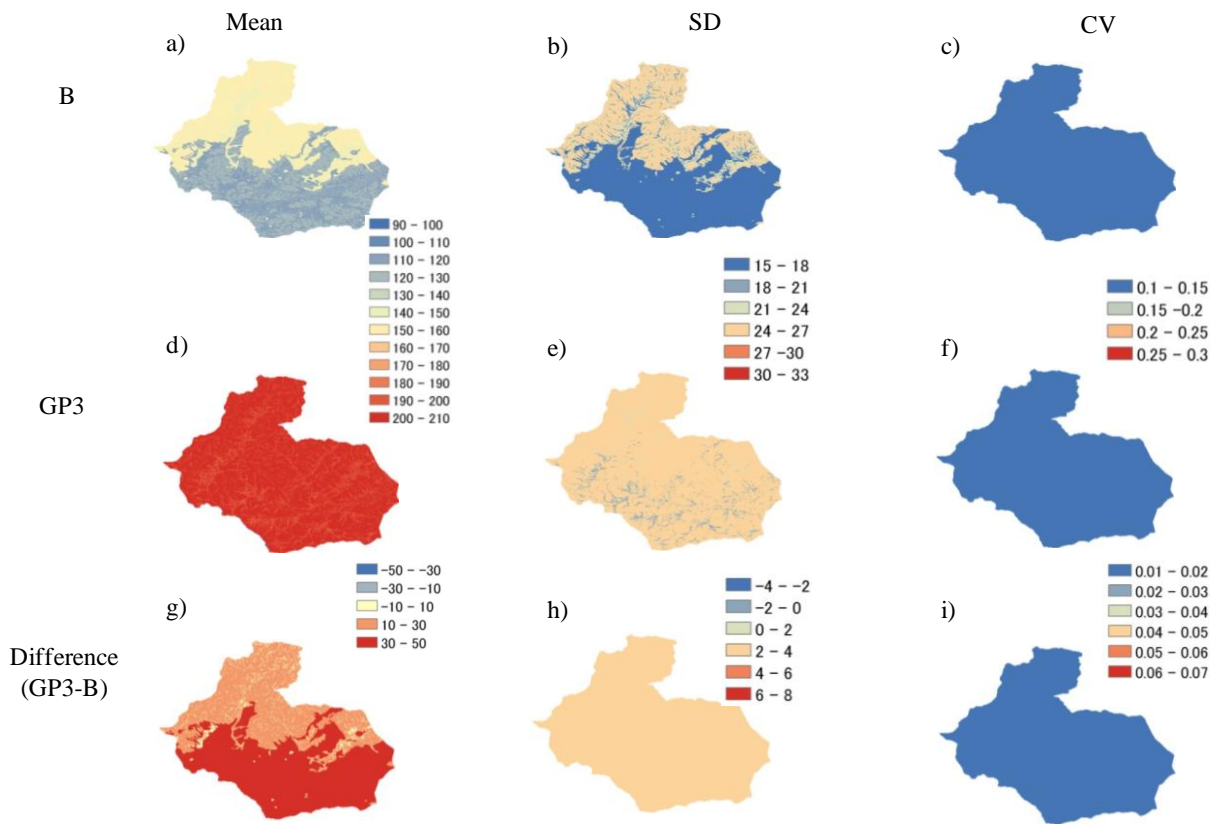 Mean
SD
CV
a)
b)
c)
B
90 - 100
100 - 110
110 - 120
120 - 130
130 - 140
140 - 150
150 - 160
160 - 170
170 - 180
180 - 190
190 - 200
200 - 210
15 - 18
18 - 21
21 - 24
24 - 27
27 -30
30 - 33
0.1 - 0.15
0.15 -0.2
0.2 - 0.25
0.25 - 0.3
d)
e)
f)
GP3
-50 - -30
-30 - -10
-10 - 10
10 - 30
30 - 50
-4 - -2
-2 - 0
0 - 2
2 - 4
4 - 6
6 - 8
0.01 - 0.02
0.02 - 0.03
0.03 - 0.04
0.04 - 0.05
0.05 - 0.06
0.06 - 0.07
g)
h)
i)
Difference
(GP3-B)